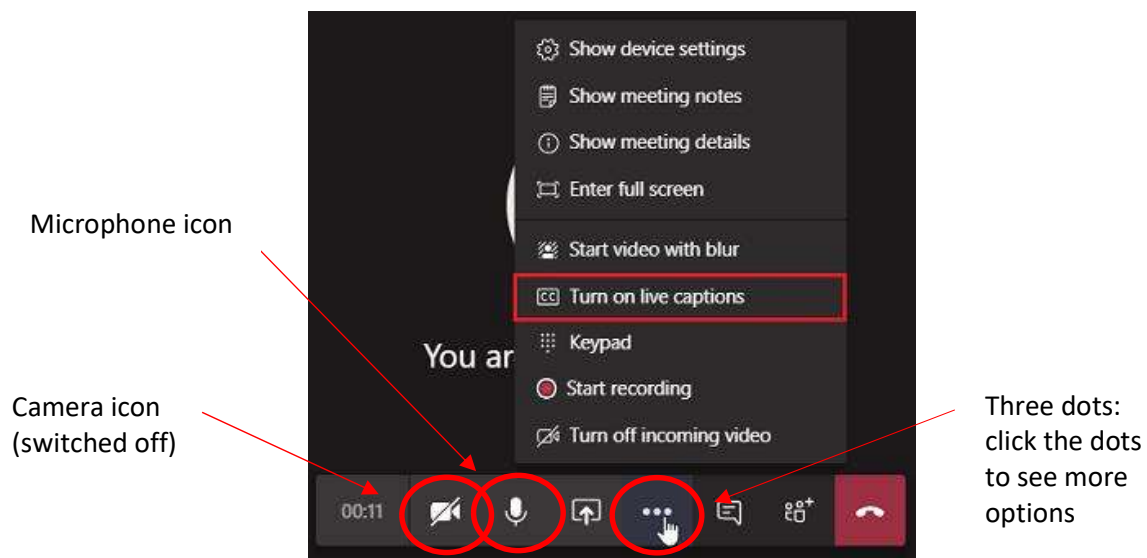 Show device settings
Show meeting notes
Show meeting details
Enter full screen
Microphone icon
Start video with blur
CC Turn on live captions
Keypad
You ar
Start recording
Camera icon
(switched off)
Turn off incoming video
Three dots:
click the dots
to see more
options
00:11